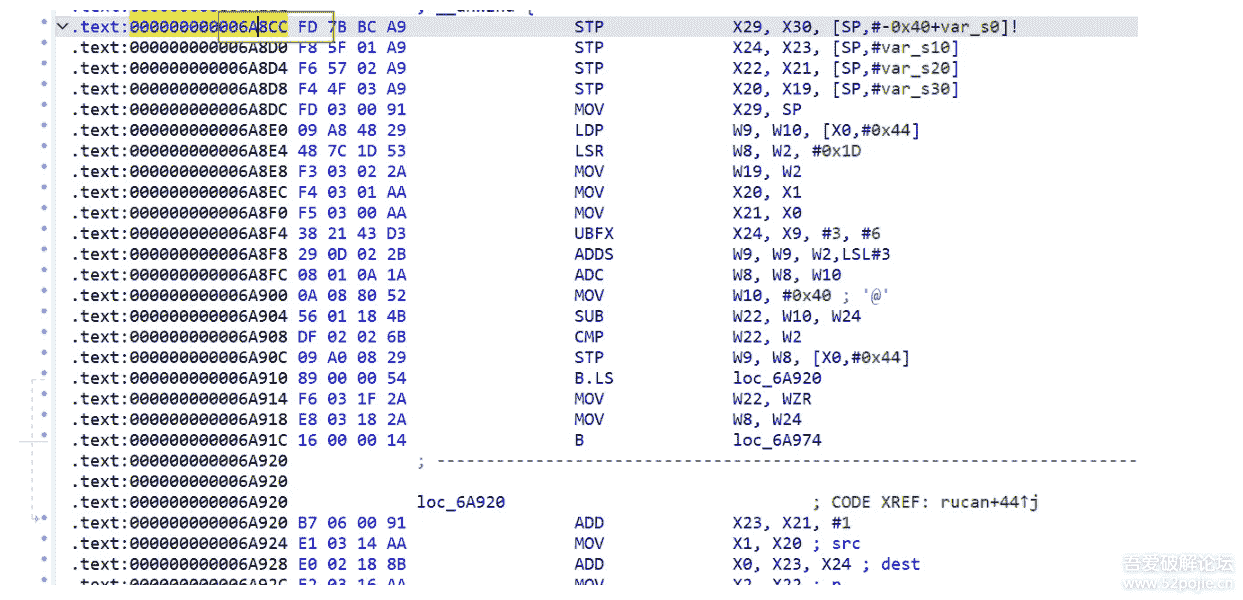 ; __unwind {
.text:000000000006A8CC FD 7B BC A9 STP X29, X30, [SP,#-0x40+var_s0]!
.text:000000000006A8D0 F8 5F 01 A9 STP X24, X23, [SP,#var_s10]
.text:000000000006A8D4 F6 57 02 A9 STP X22, X21, [SP,#var_s20]
.text:000000000006A8D8 F4 4F 03 A9 STP X20, X19, [SP,#var_s30]
.text:000000000006A8DC FD 03 00 91 MOV X29, SP
.text:000000000006A8E0 09 A8 48 29 LDP W9, W10, [X0,#0x44]
.text:000000000006A8E4 48 7C 1D 53 LSR W8, W2, #0x1D
.text:000000000006A8E8 F3 03 02 2A MOV W19, W2
.text:000000000006A8EC F4 03 01 AA MOV X20, X1
.text:000000000006A8F0 F5 03 00 AA MOV X21, X0
.text:000000000006A8F4 38 21 43 D3 UBFX X24, X9, #3, #6
.text:000000000006A8F8 29 0D 02 2B ADDS W9, W9, W2,LSL#3
.text:000000000006A8FC 08 01 0A 1A ADC W8, W8, W10
.text:000000000006A900 0A 08 80 52 MOV W10, #0x40 ; '@'
.text:000000000006A904 56 01 18 4B SUB W22, W10, W24
.text:000000000006A908 DF 02 02 6B CMP W22, W2
.text:000000000006A90C 09 A0 08 29 STP W9, W8, [X0,#0x44]
.text:000000000006A910 89 00 00 54 B.LS loc_6A920
.text:000000000006A914 F6 03 1F 2A MOV W22, WZR
.text:000000000006A918 E8 03 18 2A MOV W8, W24
.text:000000000006A91C 16 00 00 14 B loc_6A974
.text:000000000006A920 ; ---------------------------------------------------------------------------
.text:000000000006A920
.text:000000000006A920 loc_6A920 ; CODE XREF: rucan+44↑j
.text:000000000006A920 B7 06 00 91 ADD X23, X21, #1
.text:000000000006A924 E1 03 14 AA MOV X1, X20 ; src
.text:000000000006A928 E0 02 18 8B ADD X0, X23, X24 ; dest
.text:000000000006A92C E2 03 16 AA MOV X2, X22 ; n
吾爱破解论坛
www.52pojie.cn